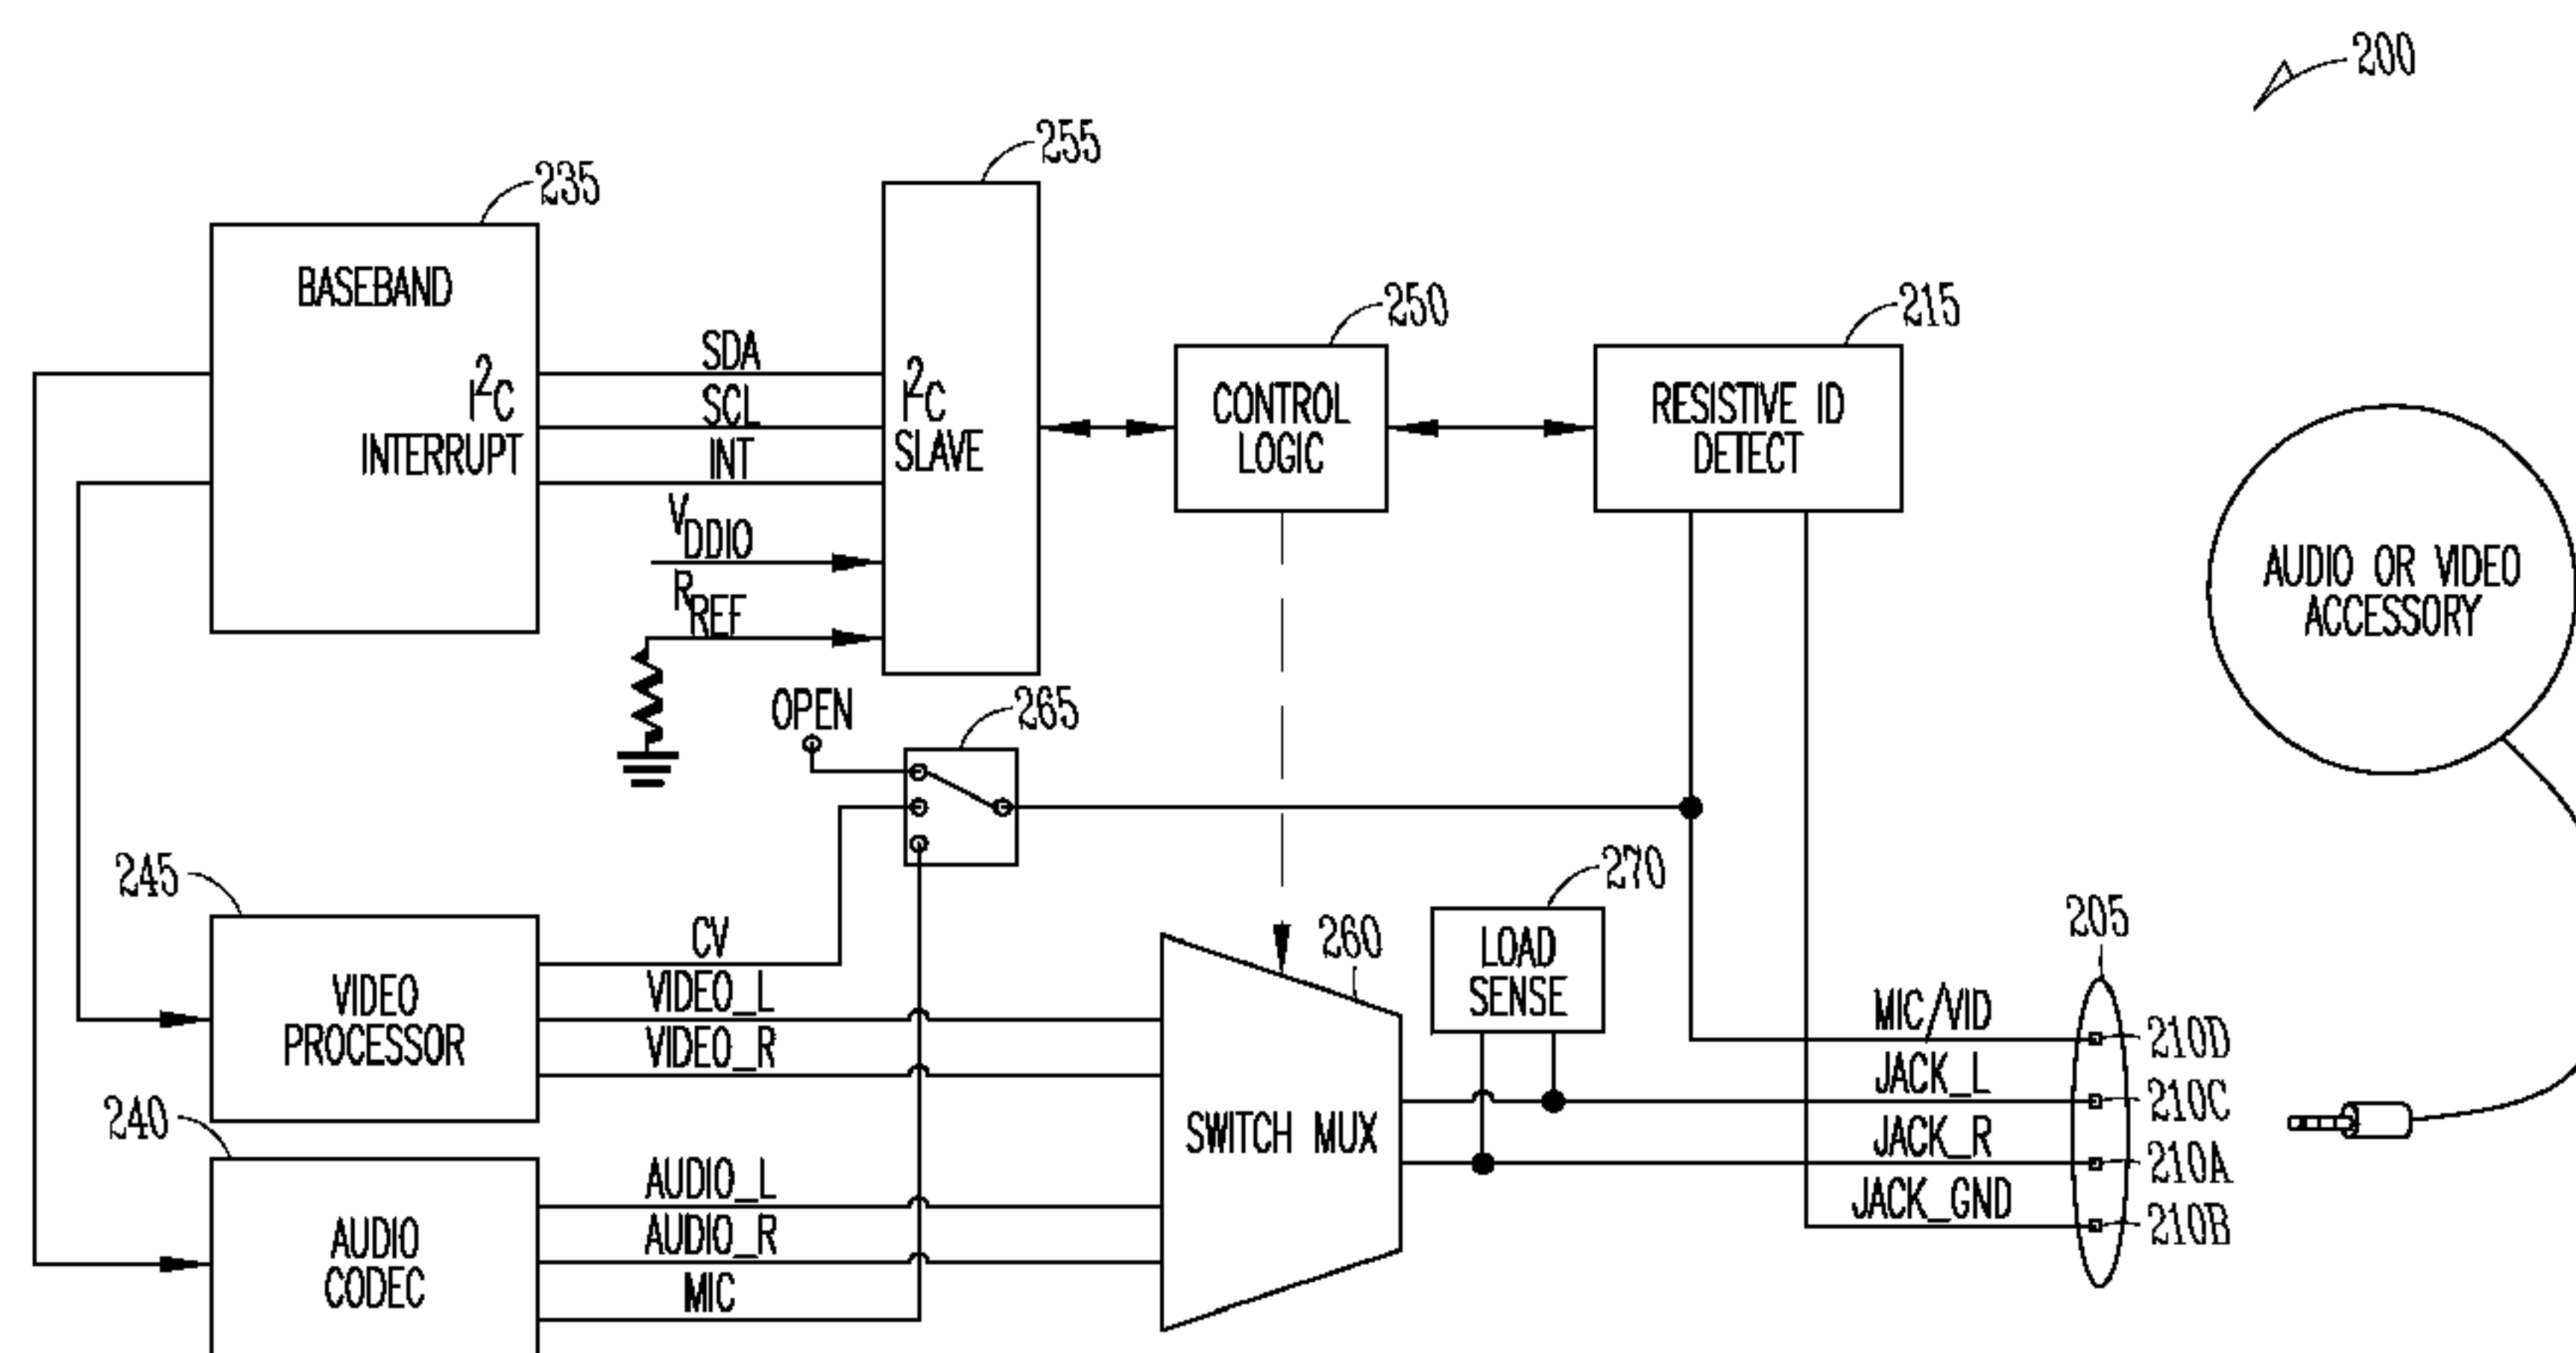 200
255
235
BASEBAND
250
215
SDA
I²C
SCL
I²C
INTERRUPT
INT
SLAVE
CONTROL
LOGIC
RESISTIVE ID
DETECT
VDDIO
RREF
AUDIO OR VIDEO
ACCESSORY
OPEN
265
245
270
205
CV
260
LOAD
SENSE
VIDEO
PROCESSOR
VIDEO_L
VIDEO_R
MIC/VID
210D
JACK_L
210C
240
SWITCH MUX
JACK_R
210A
AUDIO_L
JACK_GND
210B
AUDIO
CODEC
AUDIO_R
MIC